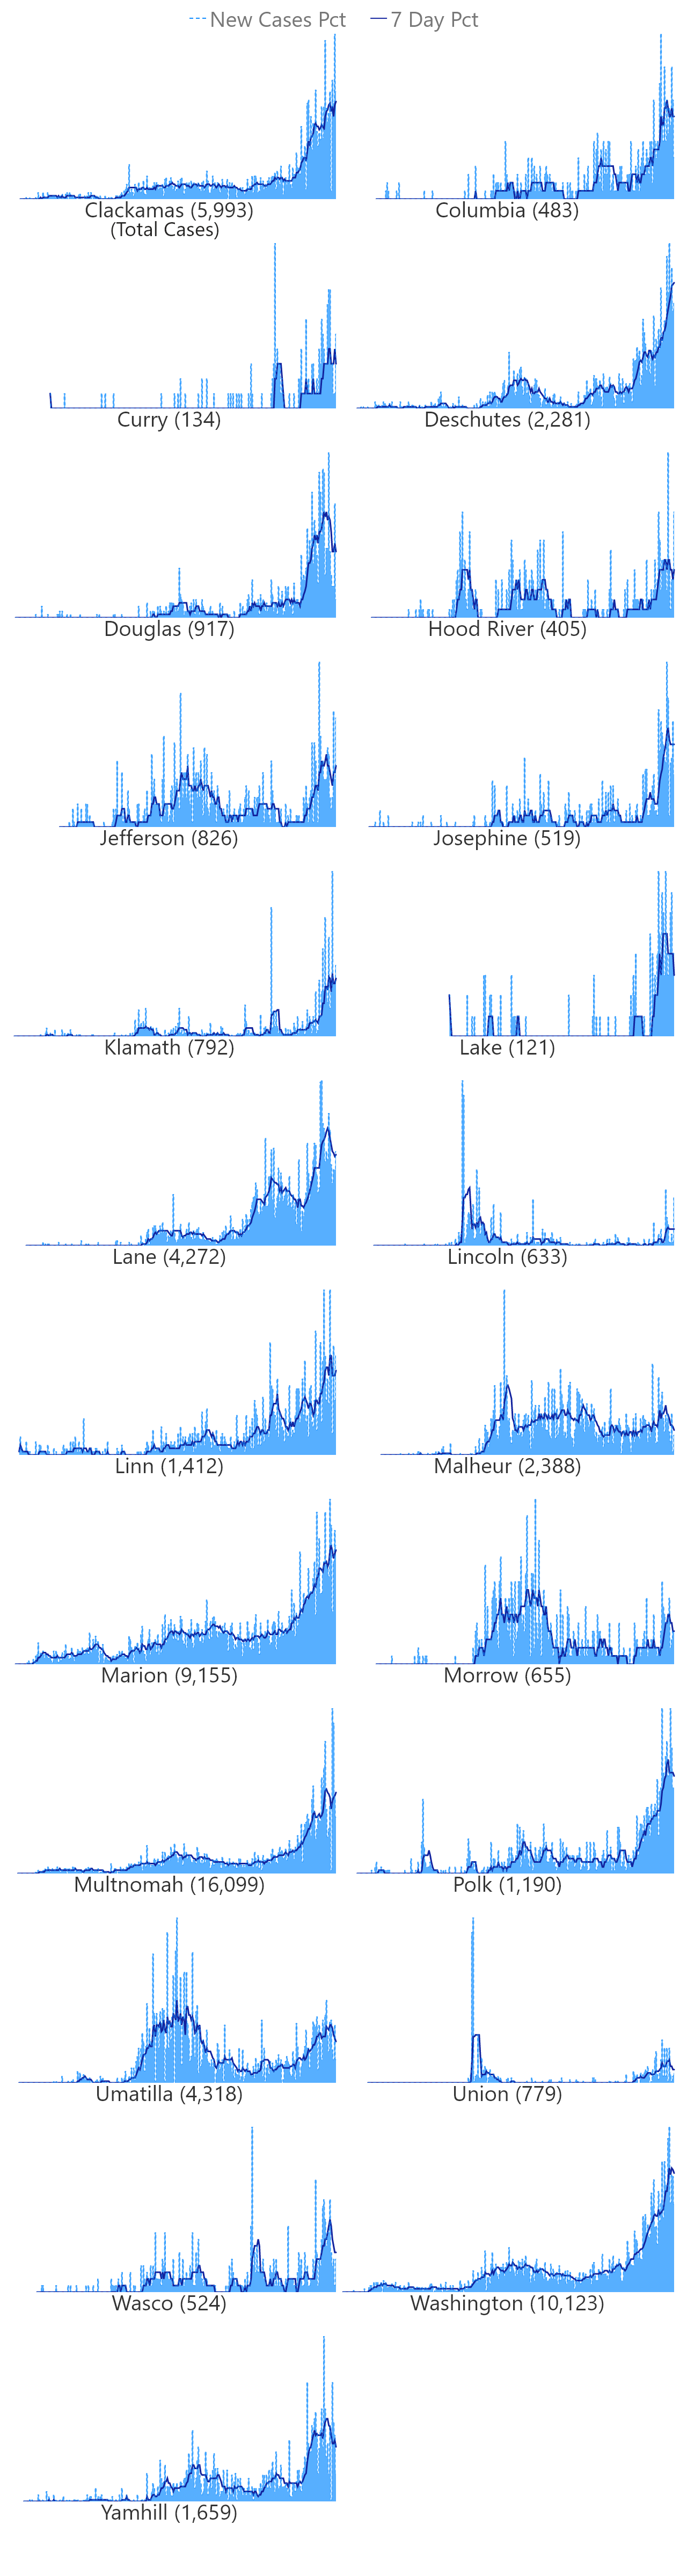 New Cases Pct 7 Day Pct
Clackamas (5,993) Columbia (483)
(Total Cases)
Curry (134) Deschutes (2,281)
Douglas (917) Hood River (405)
Jefferson (826) Josephine (519)
Klamath (792) Lake (121)
Lane (4,272) Lincoln (633)
Linn (1,412) Malheur (2,388)
Marion (9,155) Morrow (655)
Multnomah (16,099) Polk (1,190)
Umatilla (4,318) Union (779)
Wasco (524) Washington (10,123)
Yamhill (1,659)